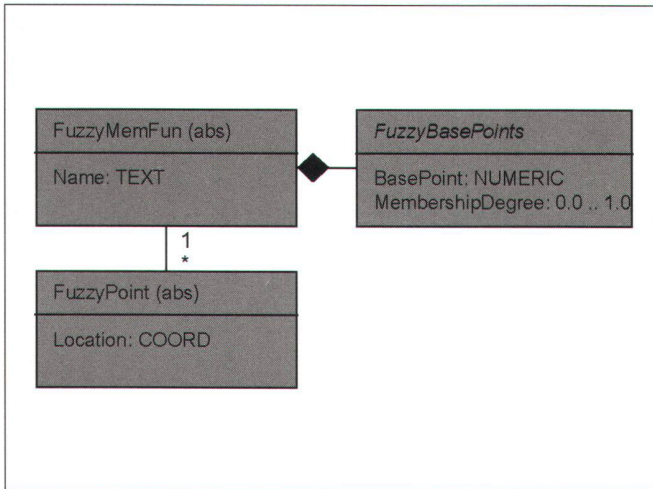 FuzzyMemFun (abs)
Name: TEXT
FuzzyBasePoints
BasePoint: NUMERIC
MembershipDegree: 0.0 .. 1.0
1
*
FuzzyPoint (abs)
Location: COORD